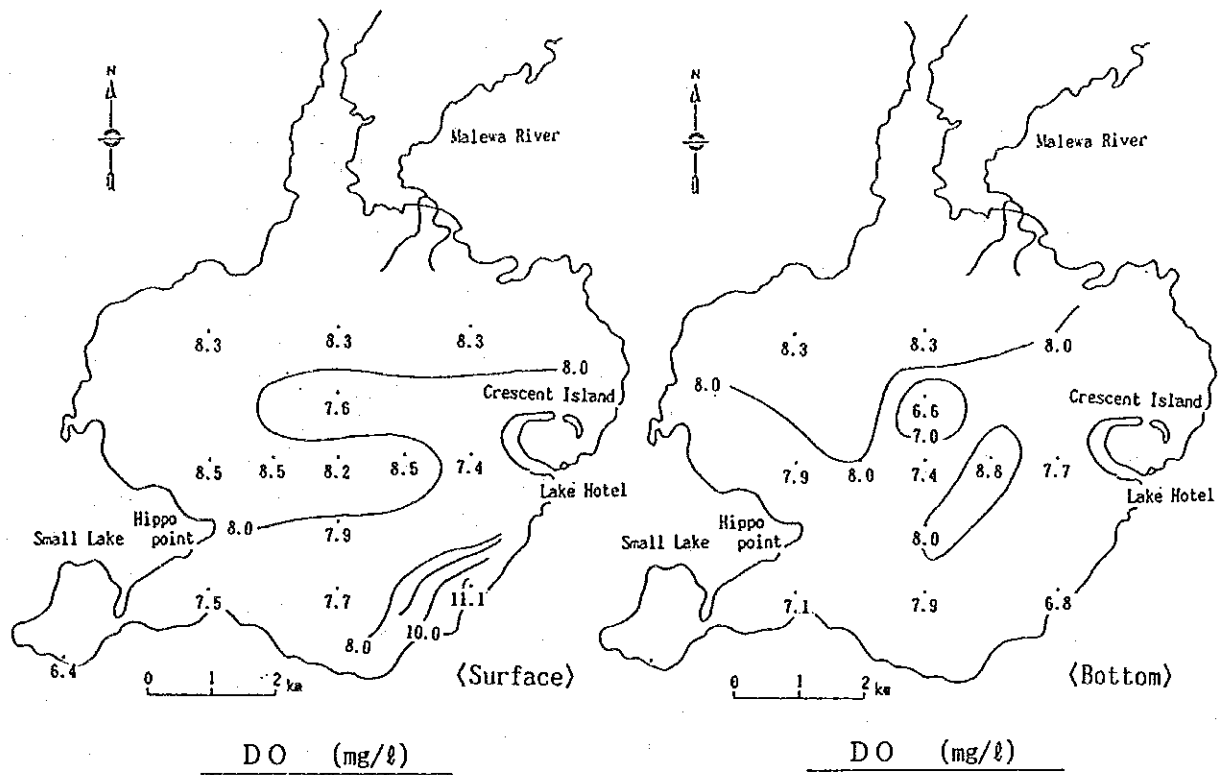 N
Malewa River
8.3 8.3 8.3
8.0
Crescent Island
7.6
8.5 8.5 8.2 8.5 7.4
Lake Hotel
Hippo
point
8.0
7.9
Small Lake
7.5 7.7 11.1
8.0 10.0
6.4
0 1 2 km
〈Surface〉
DO (mg/ℓ)
N
Malewa River
8.3 8.3 8.0
8.0
Crescent Island
6.6
7.0
7.9 8.0 7.4 8.8 7.7
Lake Hotel
Hippo
point
8.0
Small Lake
7.1 7.9 6.8
0 1 2 km
〈Bottom〉
DO (mg/ℓ)